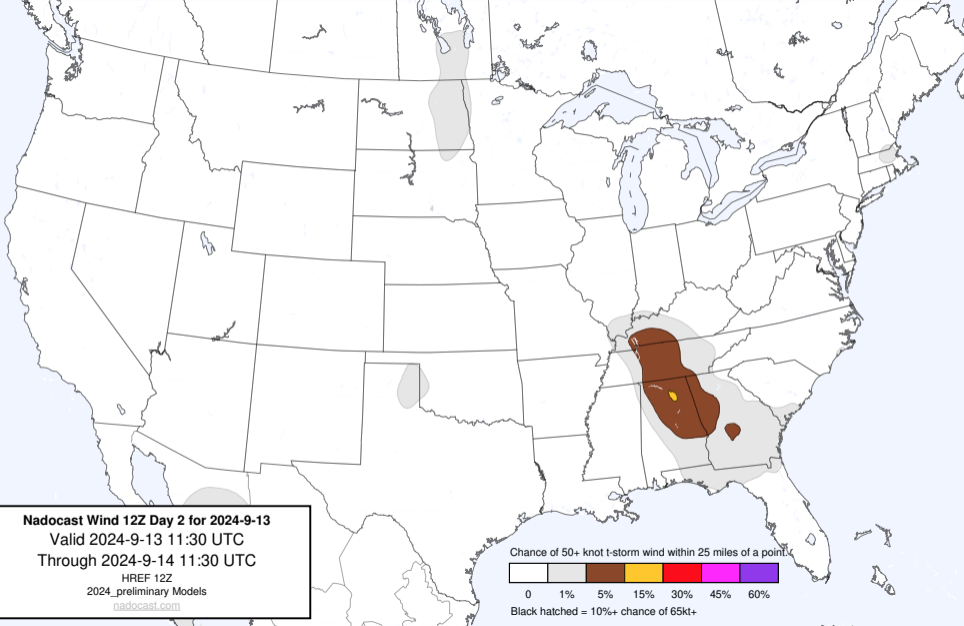 Nadocast Wind 12Z Day 2 for 2024-9-13
Valid 2024-9-13 11:30 UTC
Through 2024-9-14 11:30 UTC
HREF 12Z
2024_preliminary Models
nadocast.com
Chance of 50+ knot t-storm wind within 25 miles of a point.
0 1% 5% 15% 30% 45% 60%
Black hatched = 10%+ chance of 65kt+